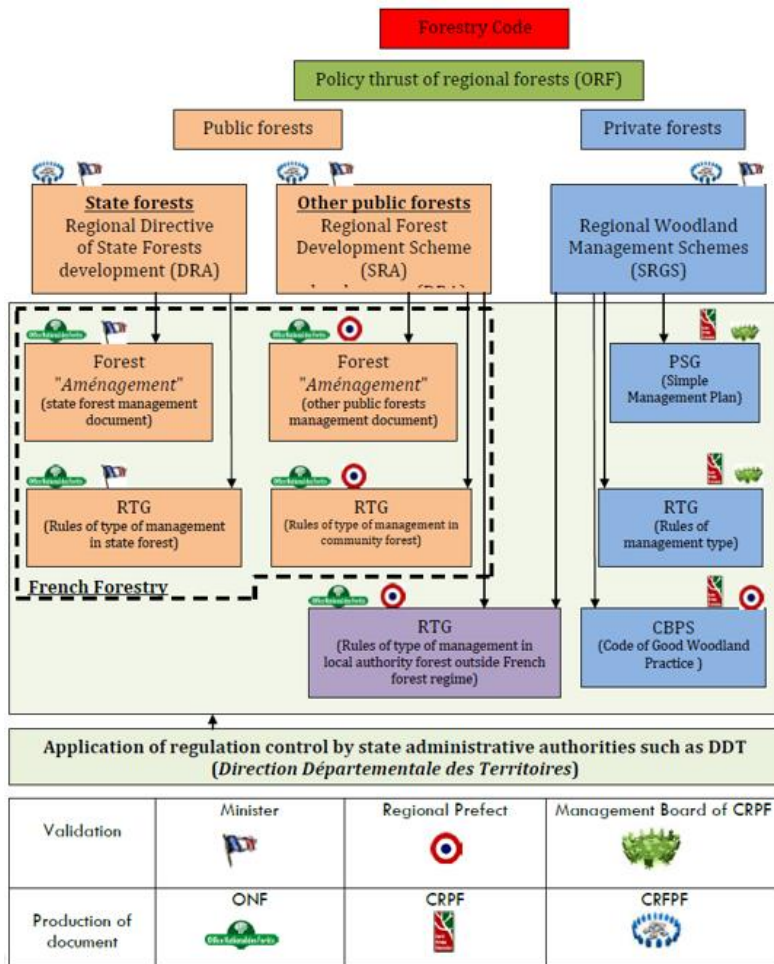 Forestry Code
Policy thrust of regional forests (ORF)
Public forests
Private forests
State forests
Regional Directive
of State Forests
development (DRA)
Other public forests
Regional Forest
Development Scheme
(SRA)
Regional Woodland
Management Schemes
(SRGS)
Forest
"Aménagement"
(state forest management
document)
Forest
"Aménagement"
(other public forests
management document)
PSG
(Simple
Management Plan)
RTG
(Rules of type of management
in state forest)
RTG
(Rules of type of management in
community forest)
RTG
(Rules of
management type)
French Forestry
RTG
(Rules of type of management in
local authority forest outside French
forest regime)
CBPS
(Code of Good Woodland
Practice )
Application of regulation control by state administrative authorities such as DDT
(Direction Départementale des Territoires)
Validation
Minister
Regional Prefect
Management Board of CRPF
Production of
document
ONF
Office National des Forêts
CRPF
CRFPF